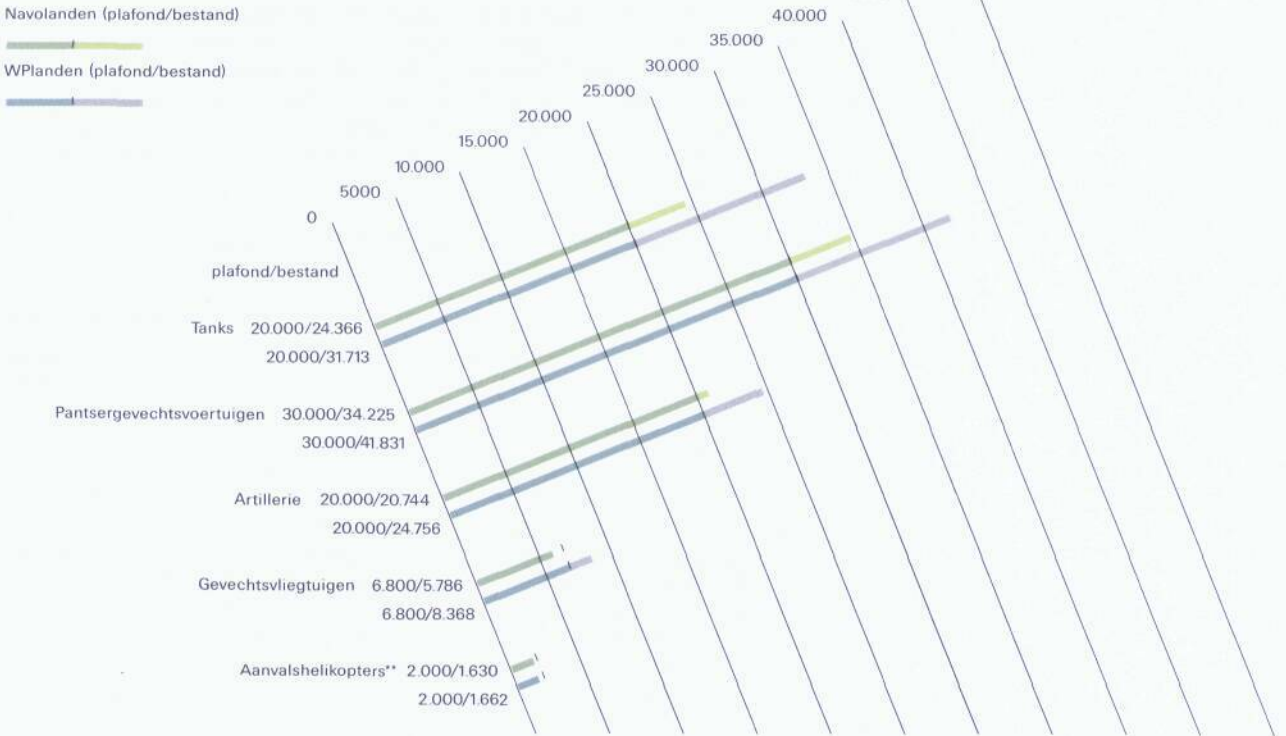 Navolanden (plafond/bestand)
WPlanden (plafond/bestand)
40.000
35.000
30.000
25.000
20.000
15.000
10.000
5000
0
plafond/bestand
Tanks 20.000/24.366
20.000/31.713
Pantsergevechtsvoertuigen 30.000/34.225
30.000/41.831
Artillerie 20.000/20.744
20.000/24.756
Gevechtsvliegtuigen 6.800/5.786
6.800/8.368
Aanvalshelikopters** 2.000/1.630
2.000/1.662